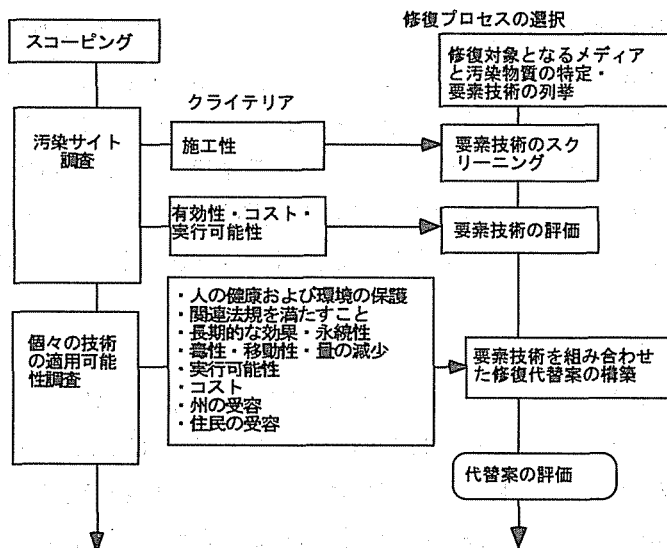 修復プロセスの選択
スコーピング
修復対象となるメディア
と汚染物質の特定・
要素技術の列挙
クライテリア
汚染サイト
調査
施工性
要素技術のスク
リーニング
有効性・コスト・
実行可能性
要素技術の評価
・人の健康および環境の保護
・関連法規を満たすこと
・長期的な効果・永続性
・毒性・移動性・量の減少
・実行可能性
・コスト
・州の受容
・住民の受容
個々の技術
の適用可能
性調査
要素技術を組み合わせ
た修復代替案の構築
代替案の評価